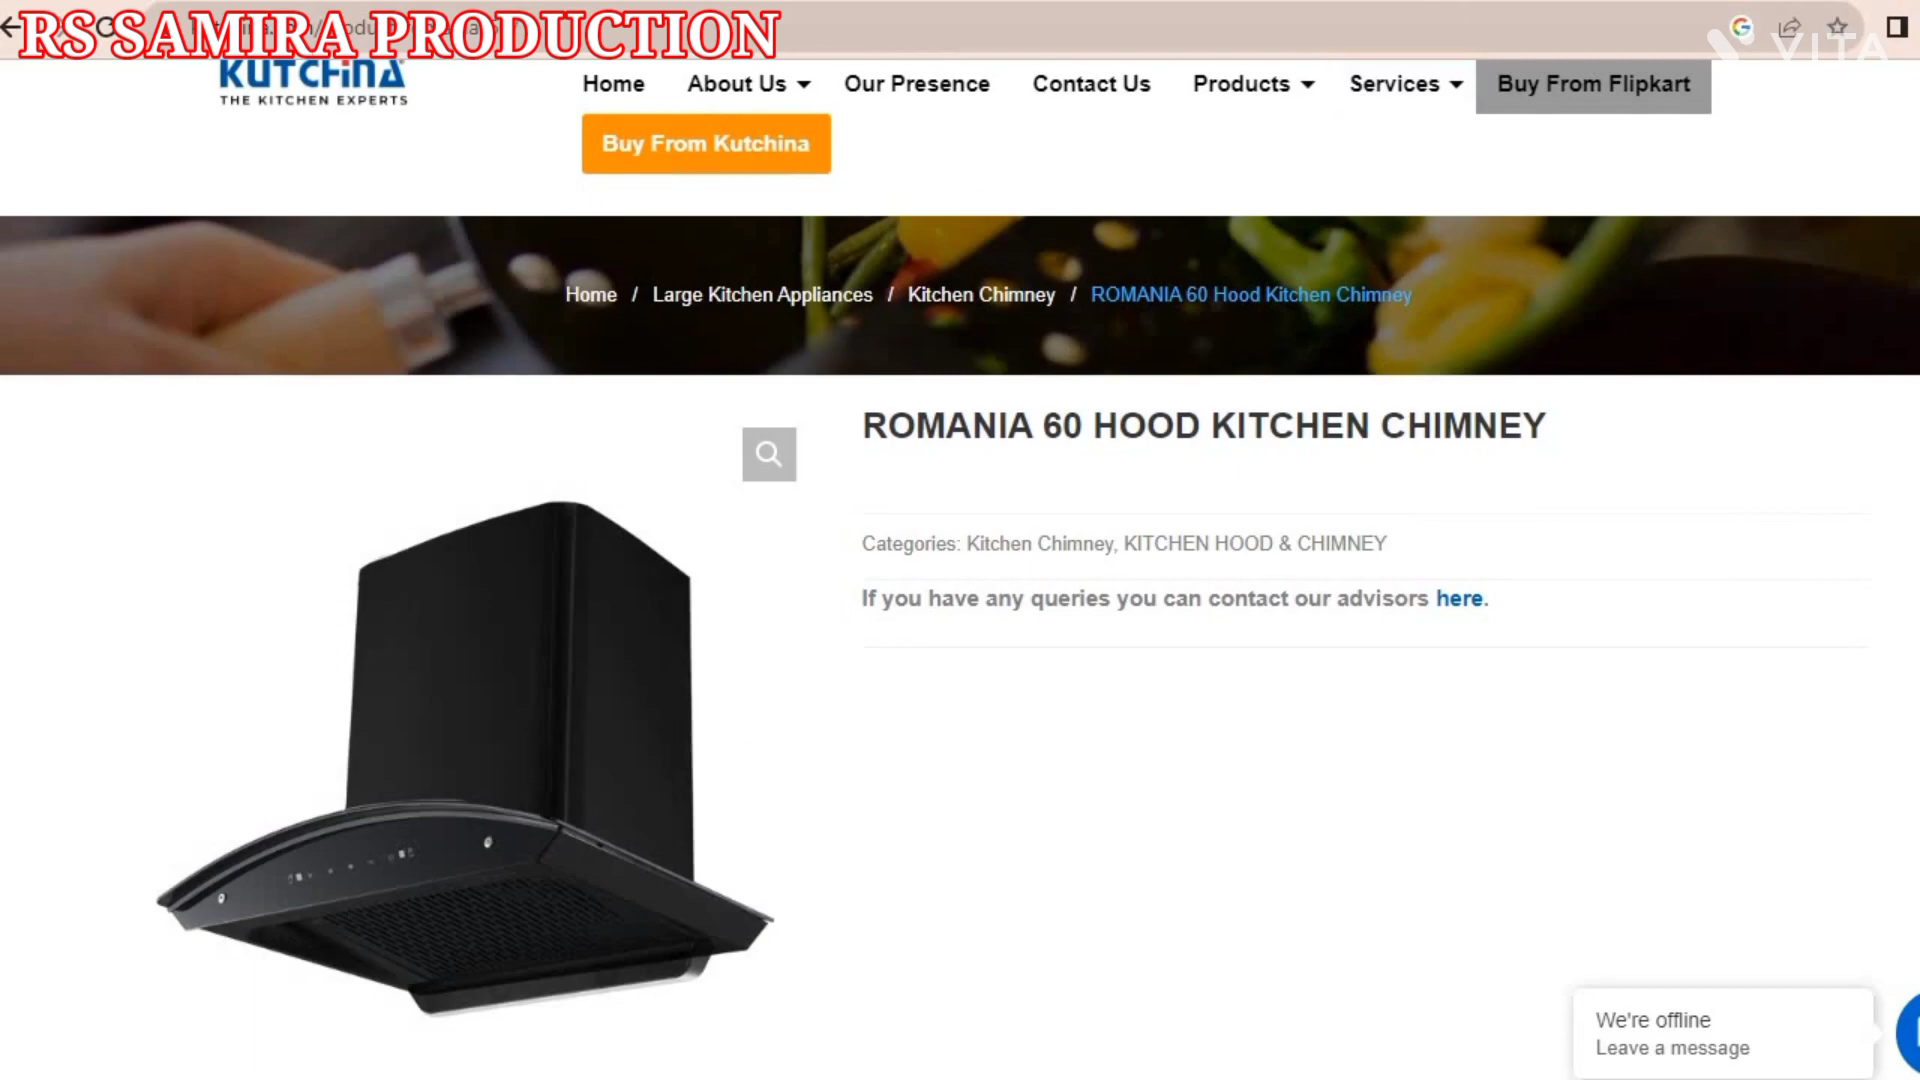 RS SAMIRA PRODUCTION
VITA
KUTCHINA
THE KITCHEN EXPERTS
Home About Us Our Presence Contact Us Products Services Buy From Flipkart
Buy From Kutchina
Home / Large Kitchen Appliances / Kitchen Chimney / ROMANIA 60 Hood Kitchen Chimney
ROMANIA 60 HOOD KITCHEN CHIMNEY
Categories: Kitchen Chimney, KITCHEN HOOD & CHIMNEY
If you have any queries you can contact our advisors here.
We're offline
Leave a message